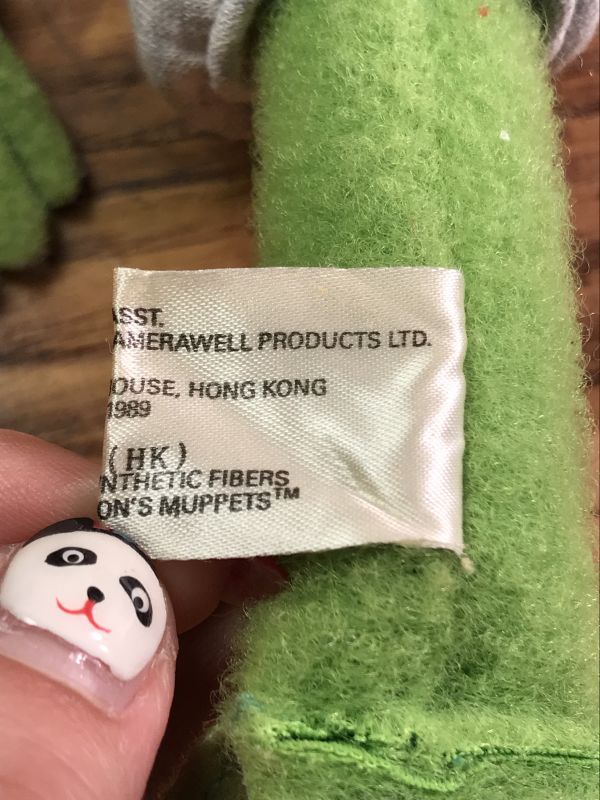 ASST.
AMERAWELL PRODUCTS LTD.
OUSE, HONG KONG
1989
(HK)
NTHETIC FIBERS
ON'S MUPPETS™